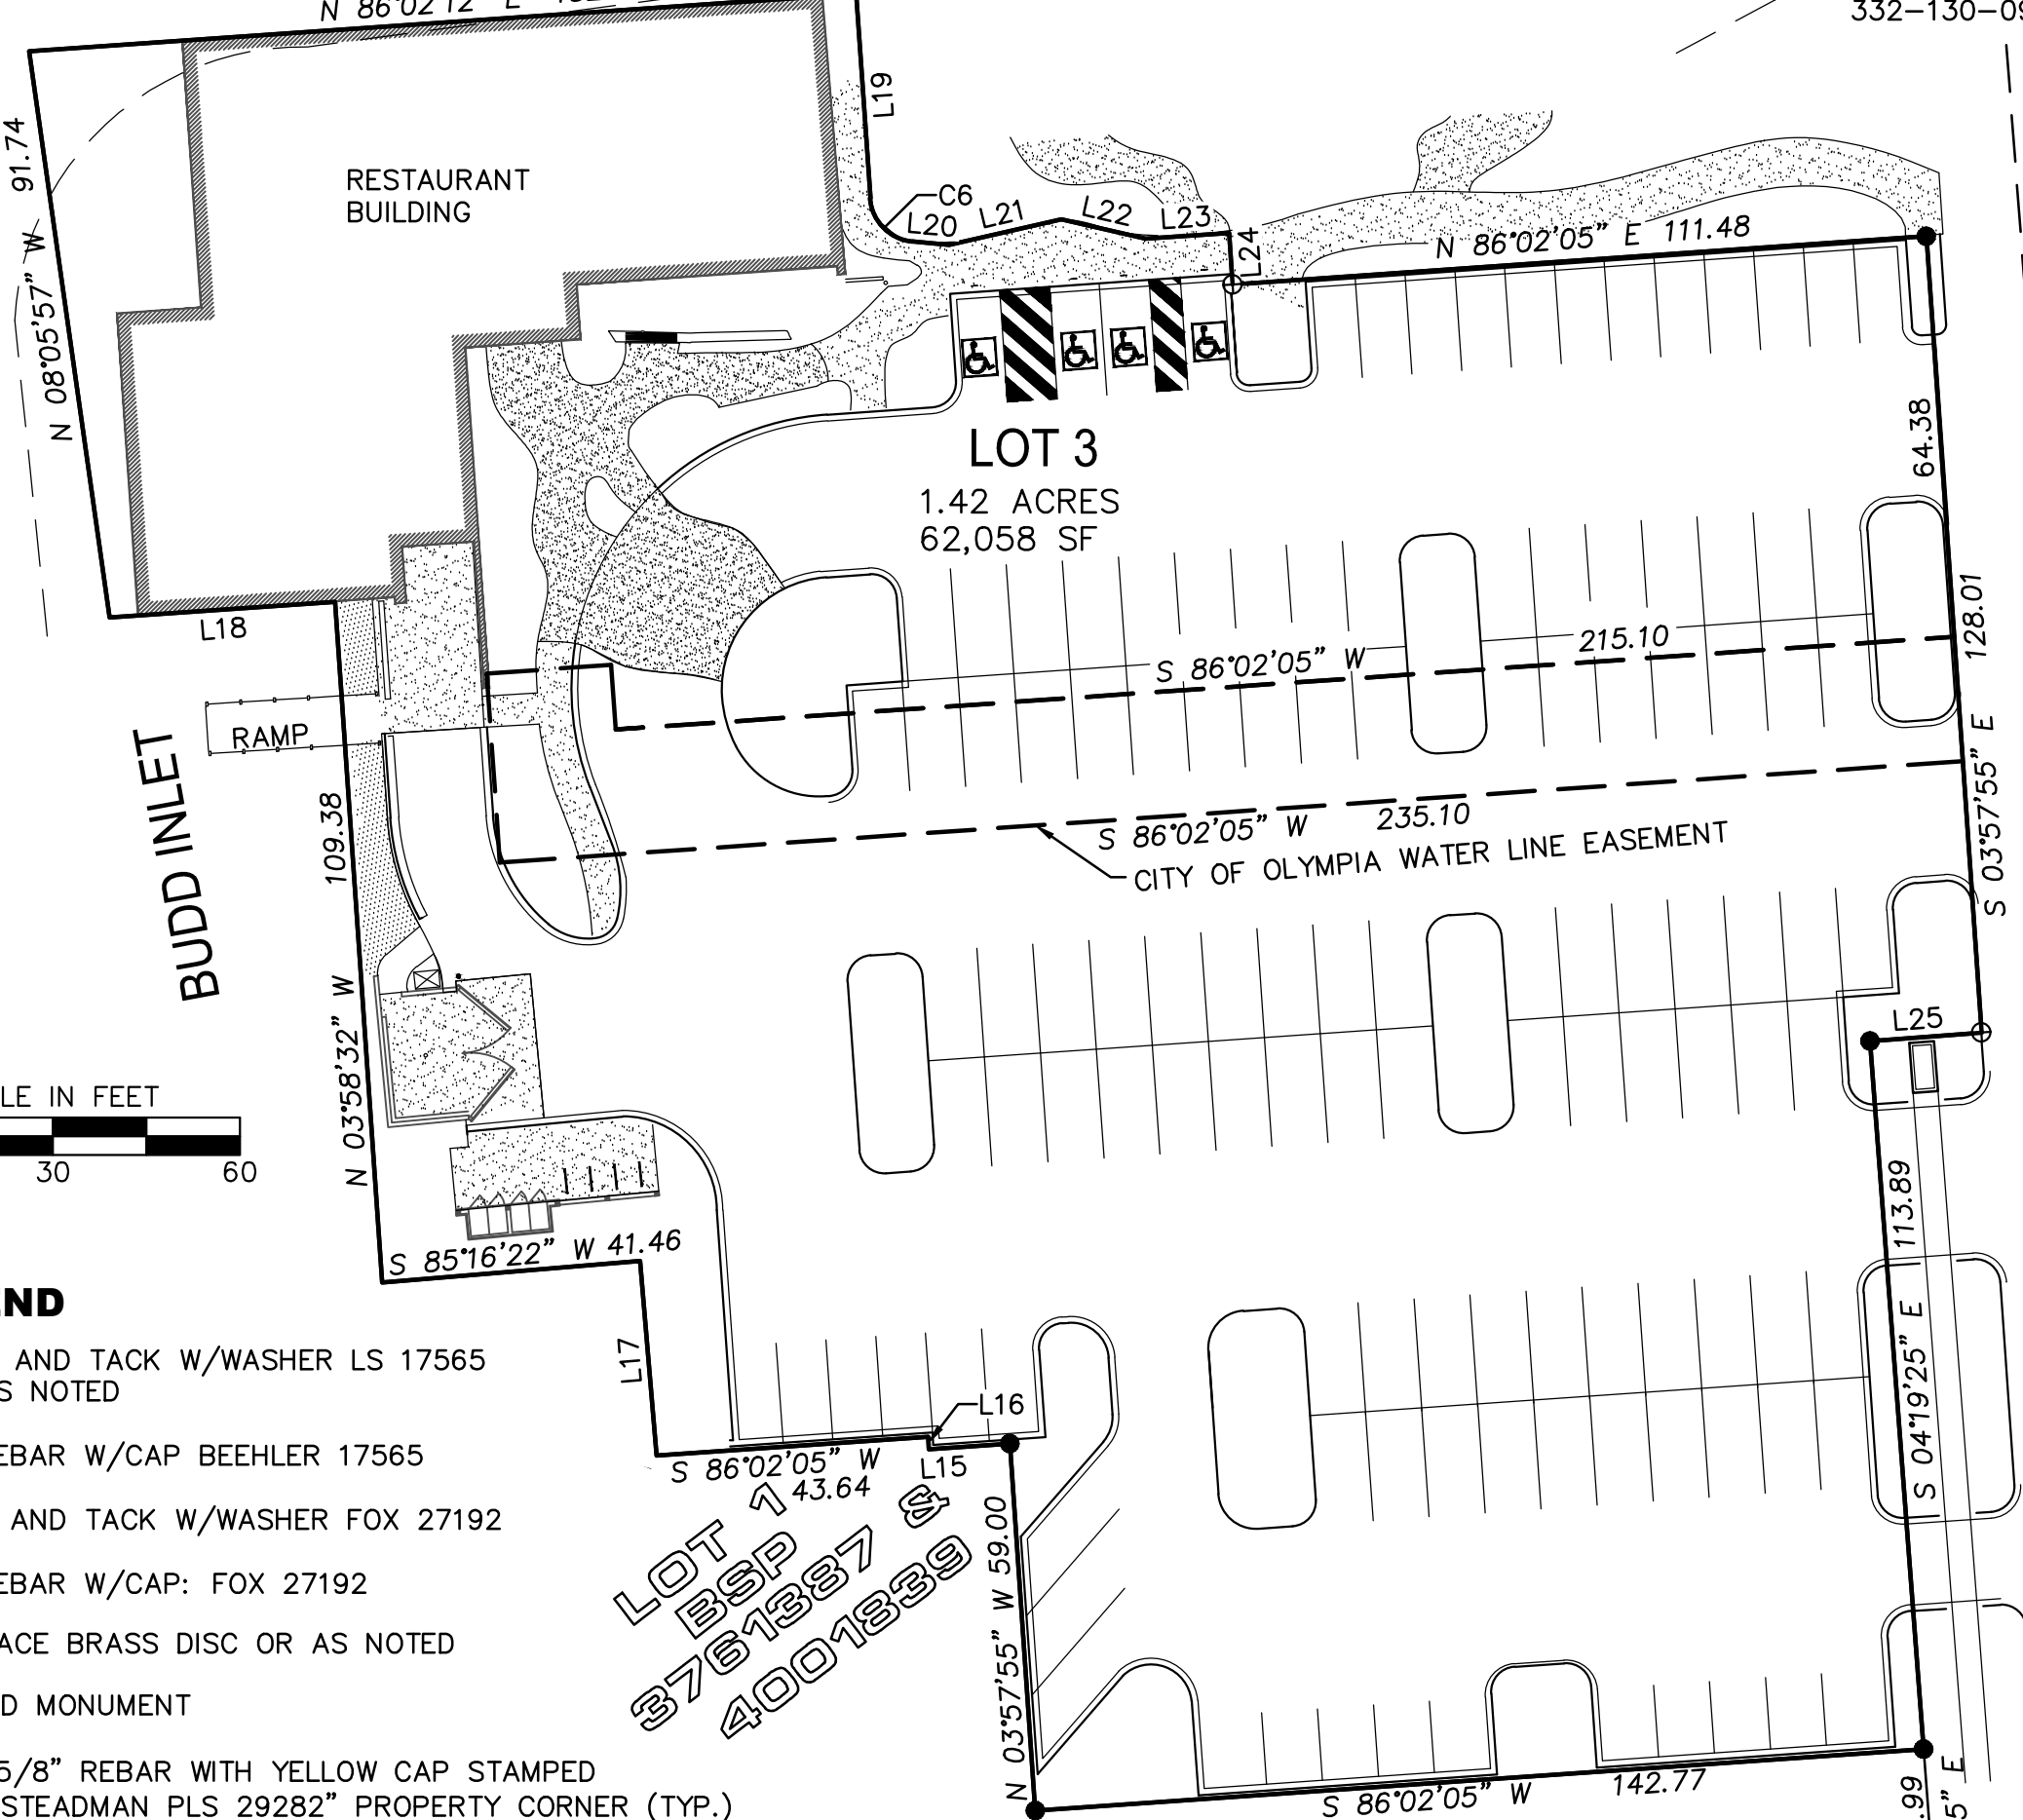 N 86°02'12" E
332-130-09
L19
91.74
N 08°05'57" W
RESTAURANT
BUILDING
C6
L20
L21
L22
L23
L24
N 86°02'05" E 111.48
64.38
LOT 3
1.42 ACRES
62,058 SF
128.01
S 03°57'55" E
L18
S 86°02'05" W
215.10
RAMP
BUDD INLET
S 86°02'05" W 235.10
CITY OF OLYMPIA WATER LINE EASEMENT
109.38
N 03°58'32" W
L25
LE IN FEET
30 60
113.89
S 04°19'25" E
S 85°16'22" W 41.46
END
AND TACK W/WASHER LS 17565
S NOTED
EBAR W/CAP BEEHLER 17565
AND TACK W/WASHER FOX 27192
EBAR W/CAP: FOX 27192
ACE BRASS DISC OR AS NOTED
D MONUMENT
5/8" REBAR WITH YELLOW CAP STAMPED
STEADMAN PLS 29282" PROPERTY CORNER (TYP.)
L17
L16
S 86°02'05" W
43.64
L15
LOT 1
BSP
3761387 &
4001839
N 03°57'55" W 59.00
S 86°02'05" W 142.77
.99
5" E